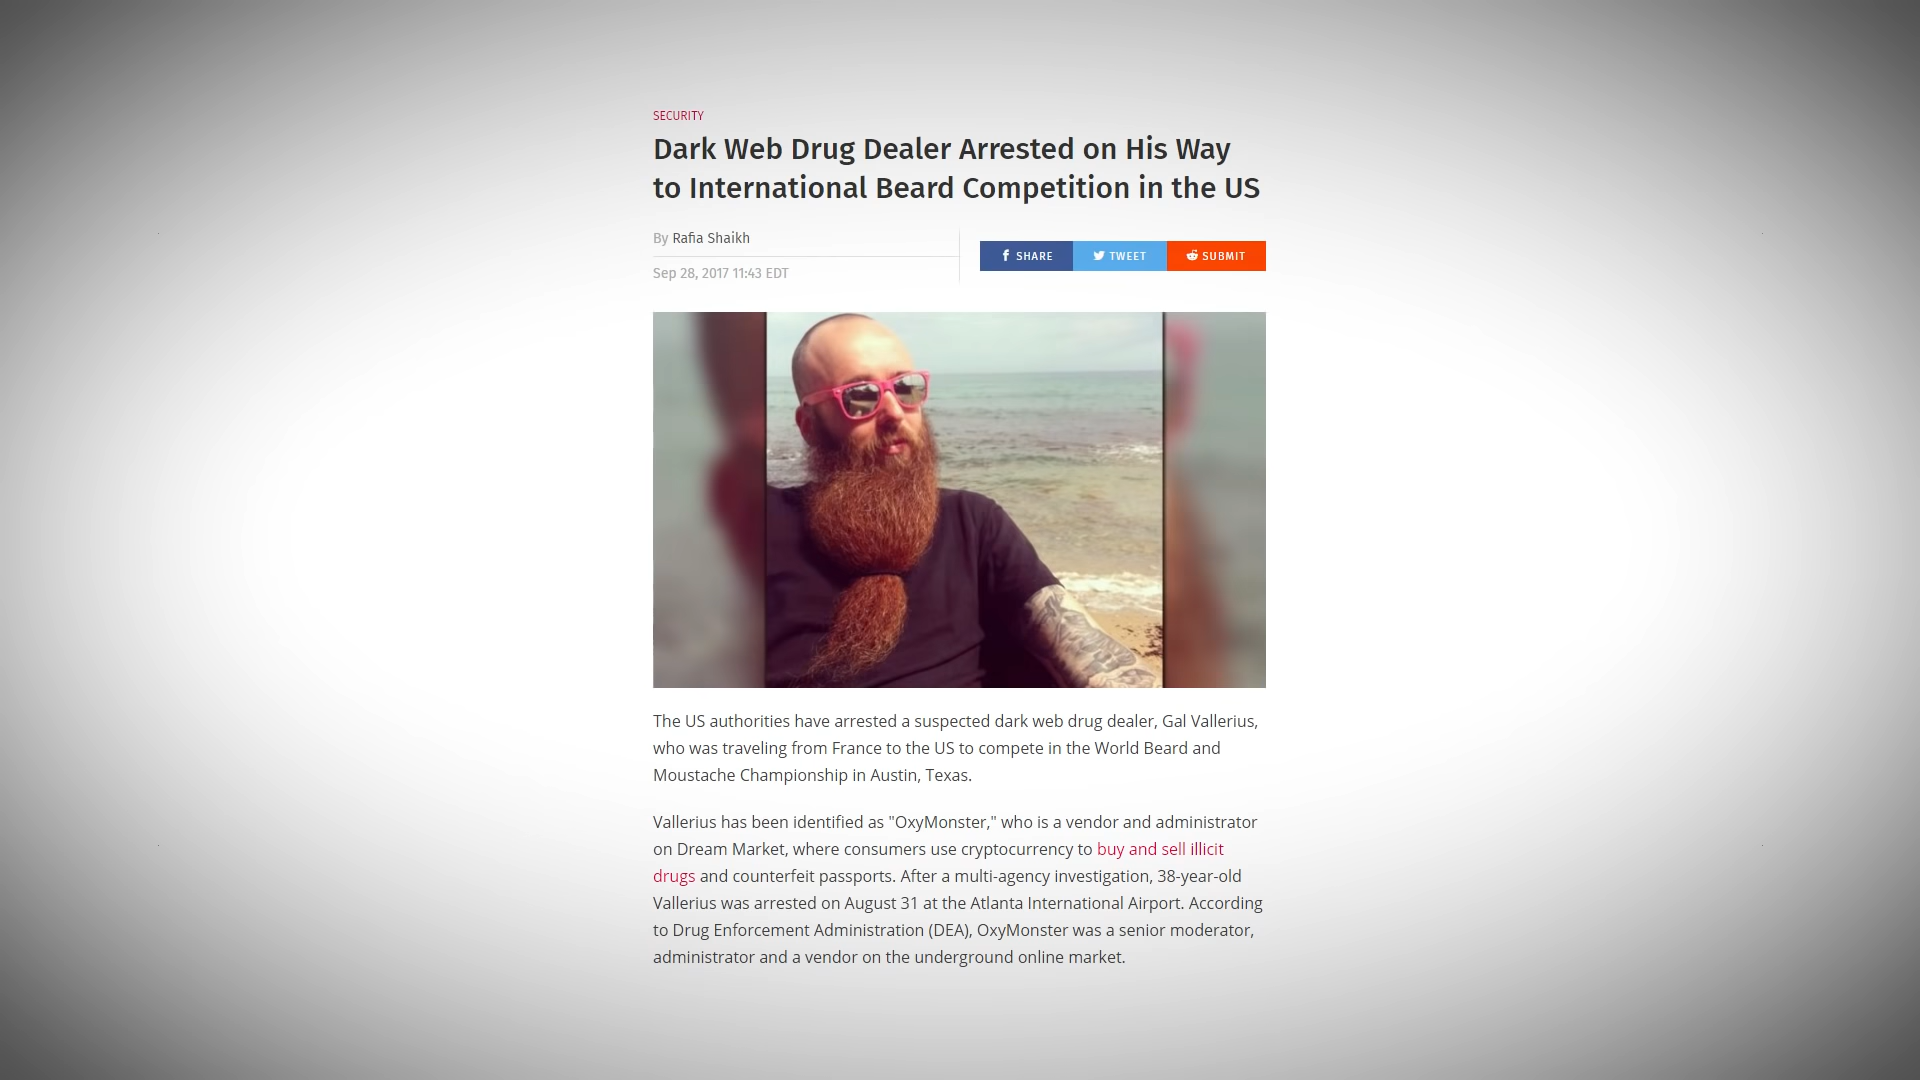 SECURITY
Dark Web Drug Dealer Arrested on His Way
to International Beard Competition in the US
By Rafia Shaikh
Sep 28, 2017 11:43 EDT
SHARE
TWEET
SUBMIT
The US authorities have arrested a suspected dark web drug dealer, Gal Vallerius,
who was traveling from France to the US to compete in the World Beard and
Moustache Championship in Austin, Texas.
Vallerius has been identified as "OxyMonster," who is a vendor and administrator
on Dream Market, where consumers use cryptocurrency to buy and sell illicit
drugs and counterfeit passports. After a multi-agency investigation, 38-year-old
Vallerius was arrested on August 31 at the Atlanta International Airport. According
to Drug Enforcement Administration (DEA), OxyMonster was a senior moderator,
administrator and a vendor on the underground online market.